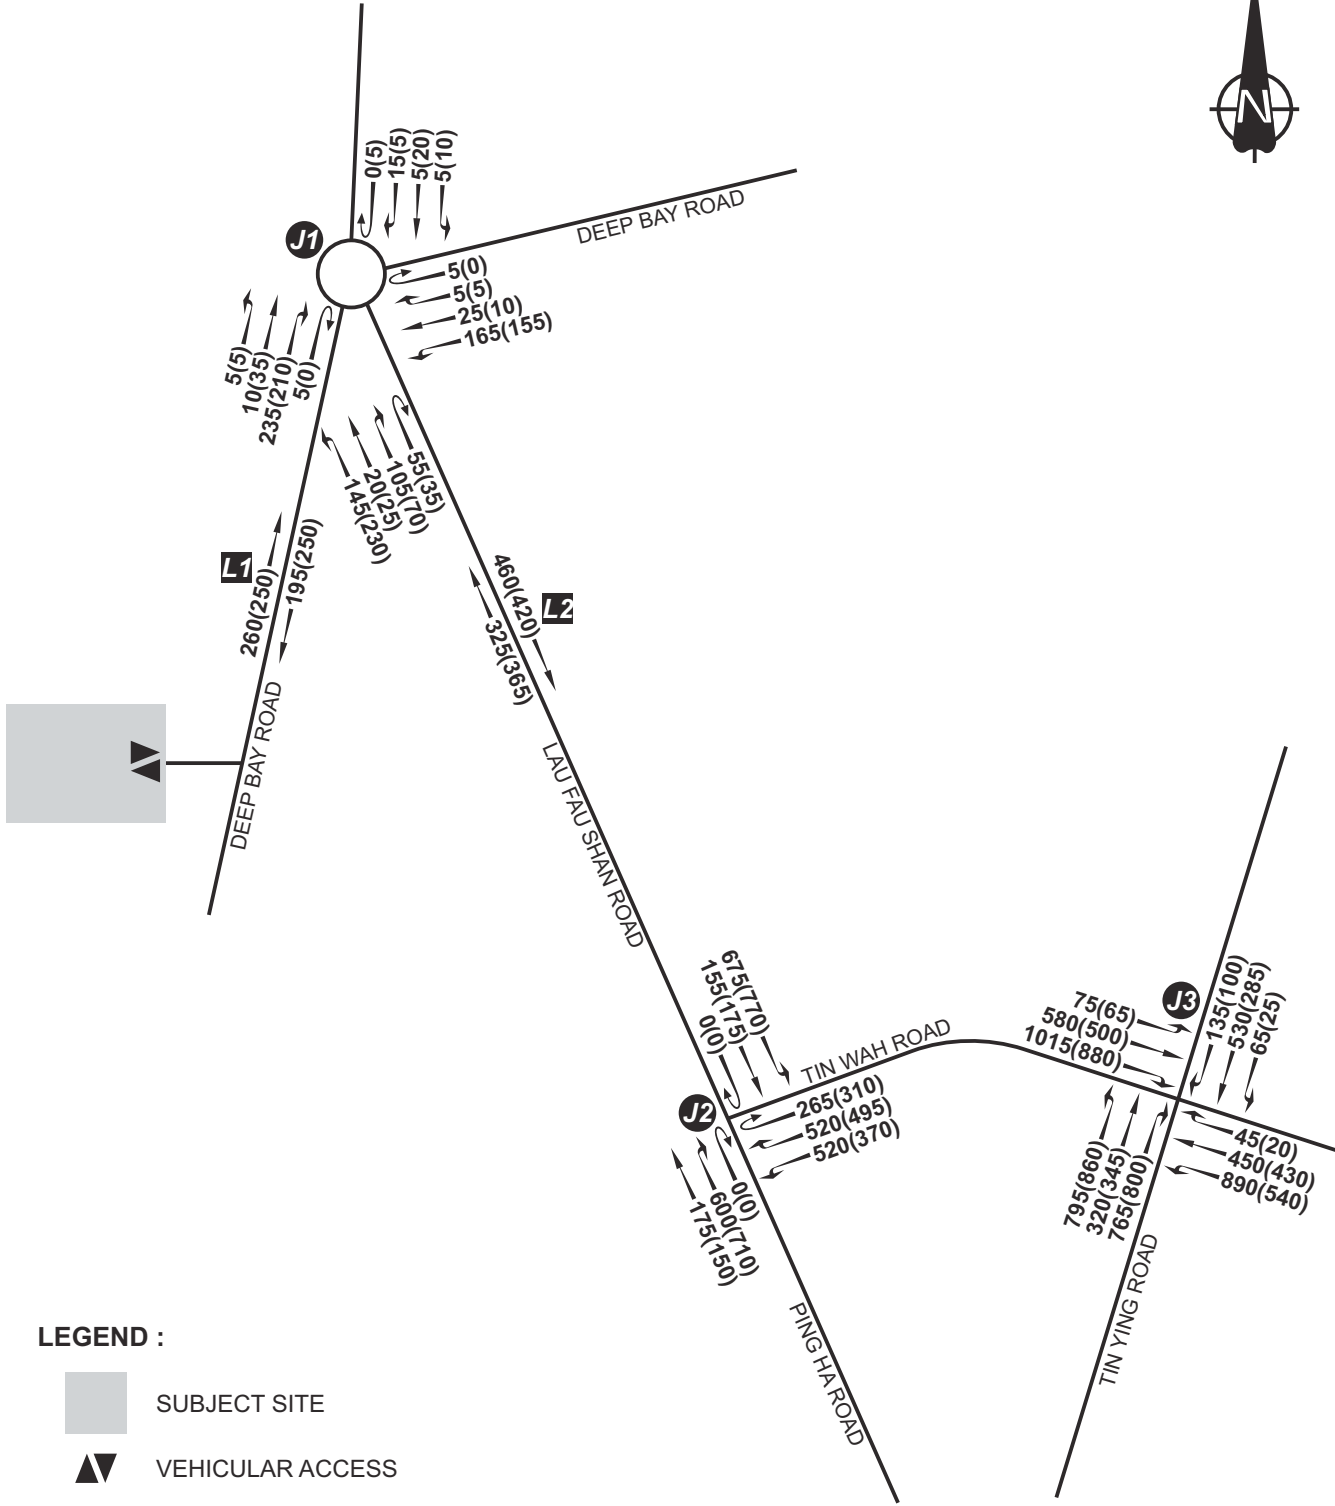 N
0(5)
15(5)
5(20)
5(10)
J1
DEEP BAY ROAD
5(0)
5(5)
25(10)
165(155)
5(5)
10(35)
235(210)
5(0)
55(35)
105(70)
20(25)
145(230)
L1
260(250)
195(250)
460(420)
L2
325(365)
DEEP BAY ROAD
LAU FAU SHAN ROAD
675(770)
155(175)
0(0)
TIN WAH ROAD
75(65)
580(500)
1015(880)
J3
135(100)
530(285)
65(25)
J2
265(310)
520(495)
520(370)
0(0)
600(710)
175(150)
795(860)
320(345)
765(800)
45(20)
450(430)
890(540)
PING HA ROAD
TIN YING ROAD
LEGEND :
SUBJECT SITE
VEHICULAR ACCESS